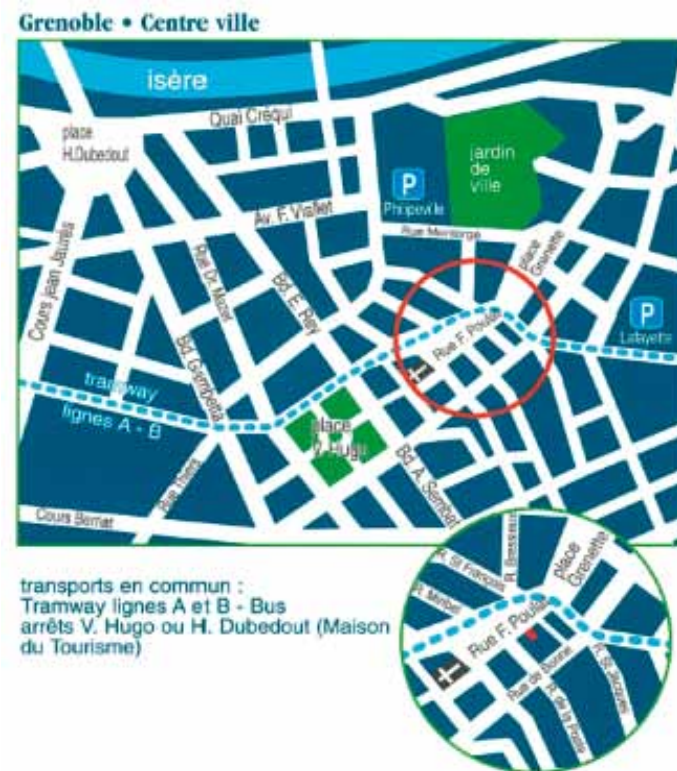 Grenoble • Centre ville
isère
Quai Créqui
place
H.Dubedout
jardin
de
ville
P
Philipeville
Av. F. Viallet
Rue Montorge
place Grenette
Cours Jean Jaurès
Rue Dr. Mazet
Bd. E. Rey
P
Lafayette
Rue F. Poulat
Bd. Gambetta
tramway
lignes A - B
place
V. Hugo
Bd. A. Sembat
Rue Thiers
Cours Berriat
transports en commun :
Tramway lignes A et B - Bus
arrêts V. Hugo ou H. Dubedout (Maison
du Tourisme)
R. Bressieux
place
Grenette
R. St François
R. Miribel
Rue F. Poulat
Rue de Bonne
R. de la Poste
R. St Jacques